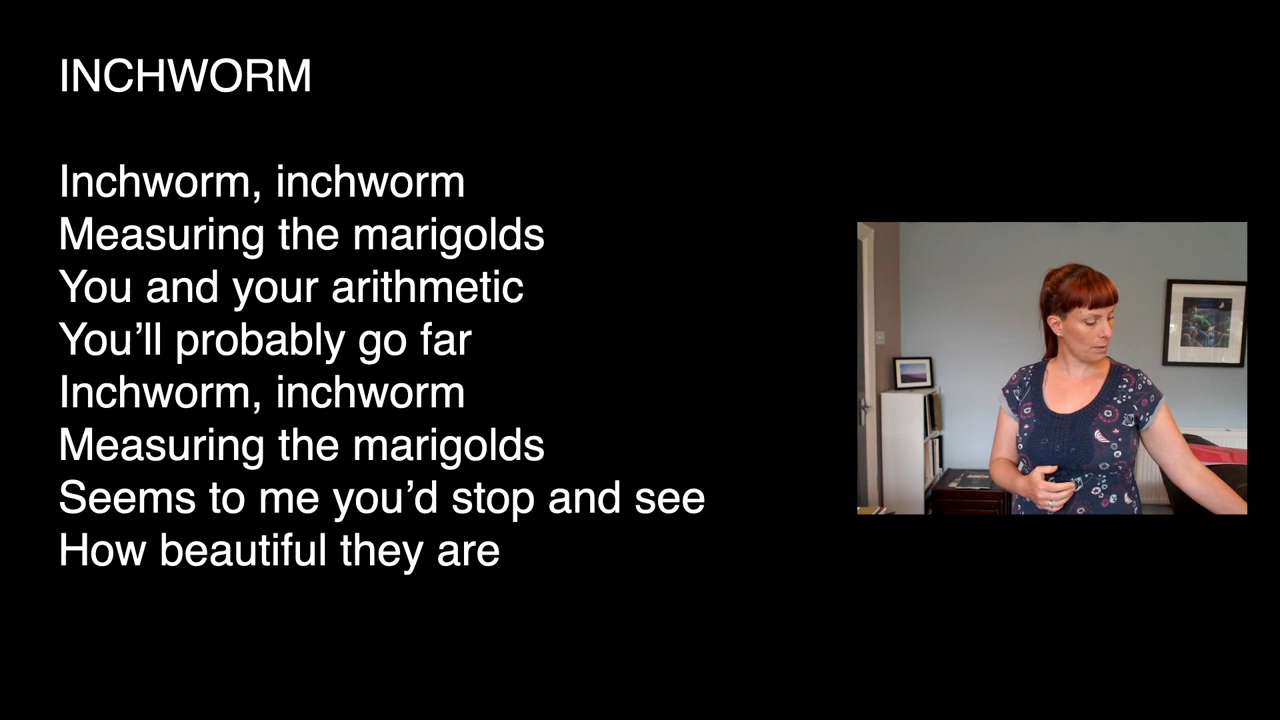 INCHWORM
Inchworm, inchworm
Measuring the marigolds
You and your arithmetic
You’ll probably go far
Inchworm, inchworm
Measuring the marigolds
Seems to me you’d stop and see
How beautiful they are